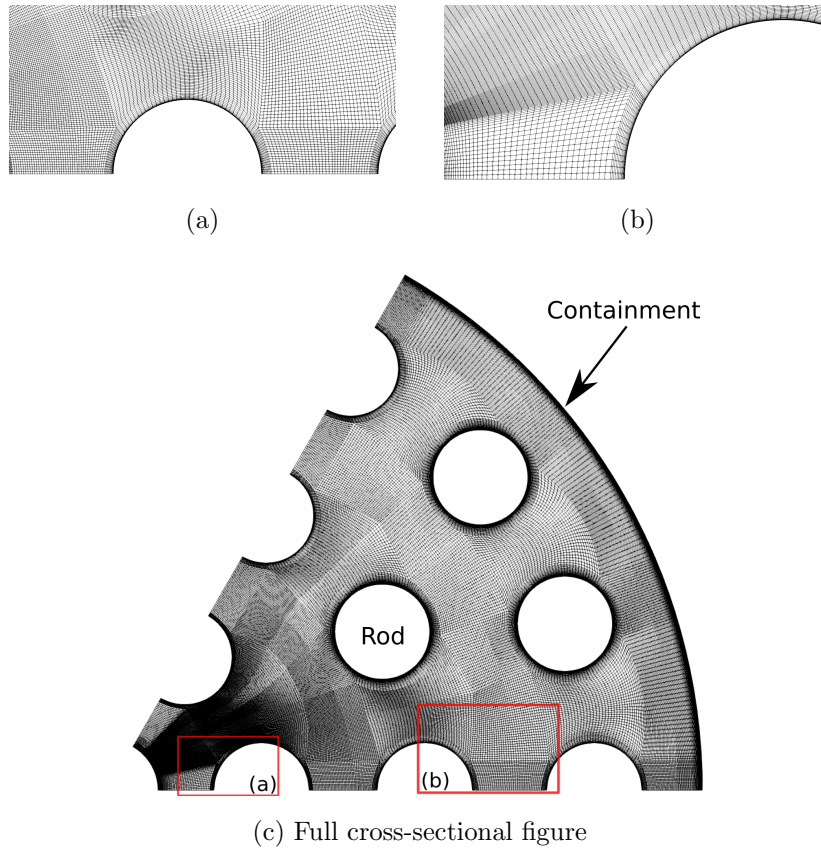 (a)
(b)
Containment
Rod
(a)
(b)
(c) Full cross-sectional figure